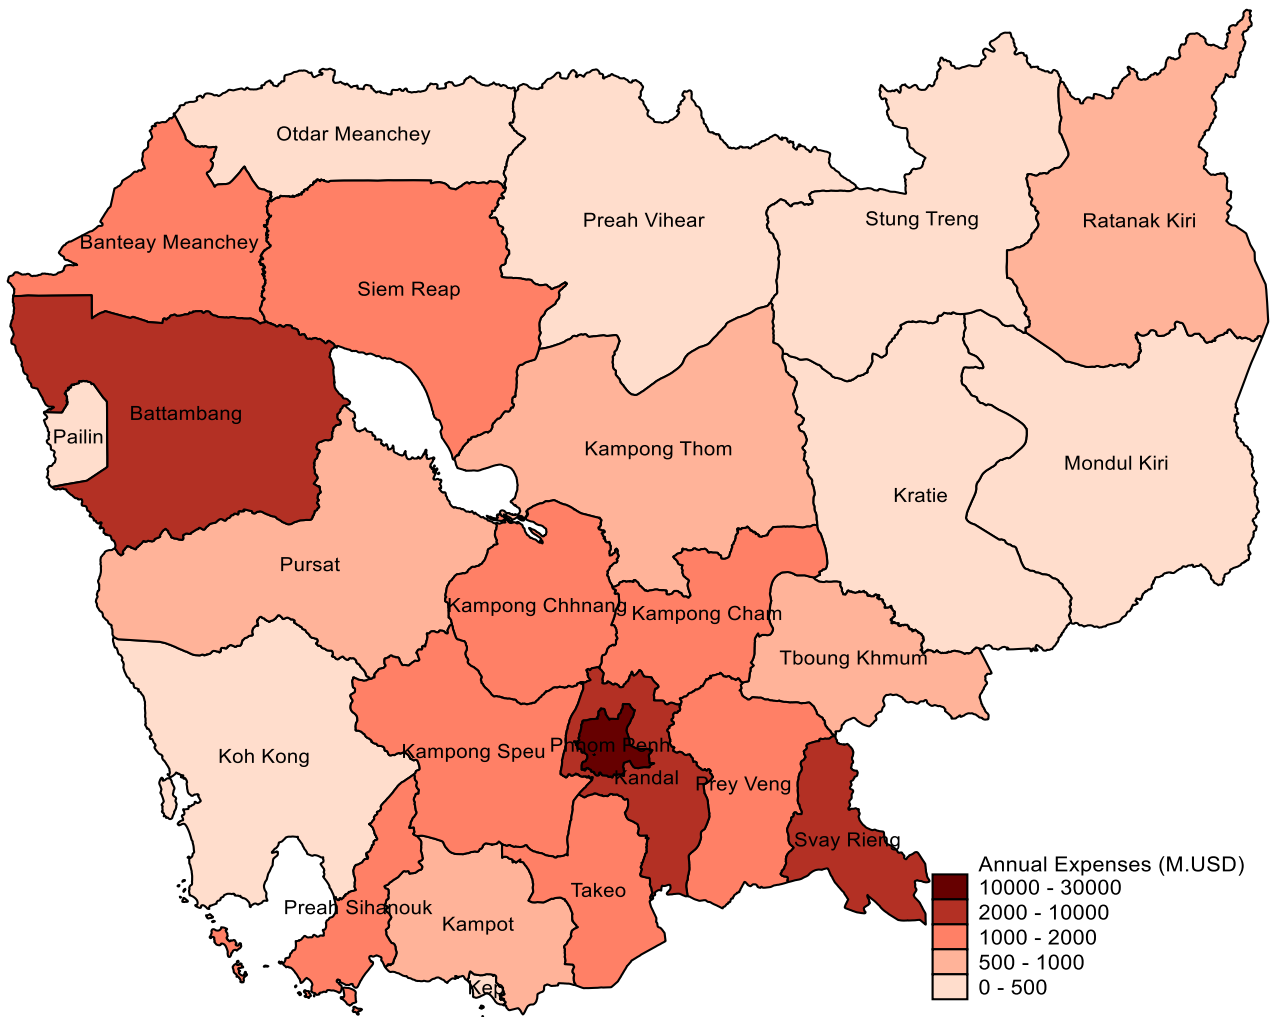 Otdar Meanchey
Preah Vihear
Stung Treng
Ratanak Kiri
Banteay Meanchey
Siem Reap
Battambang
Pailin
Kampong Thom
Mondul Kiri
Kratie
Pursat
Kampong Chhnang
Kampong Cham
Tboung Khmum
Koh Kong
Kampong Speu
Phnom Penh
Kandal
Prey Veng
Svay Rieng
Takeo
Preah Sihanouk
Kampot
Kep
Annual Expenses (M.USD)
10000 - 30000
2000 - 10000
1000 - 2000
500 - 1000
0 - 500